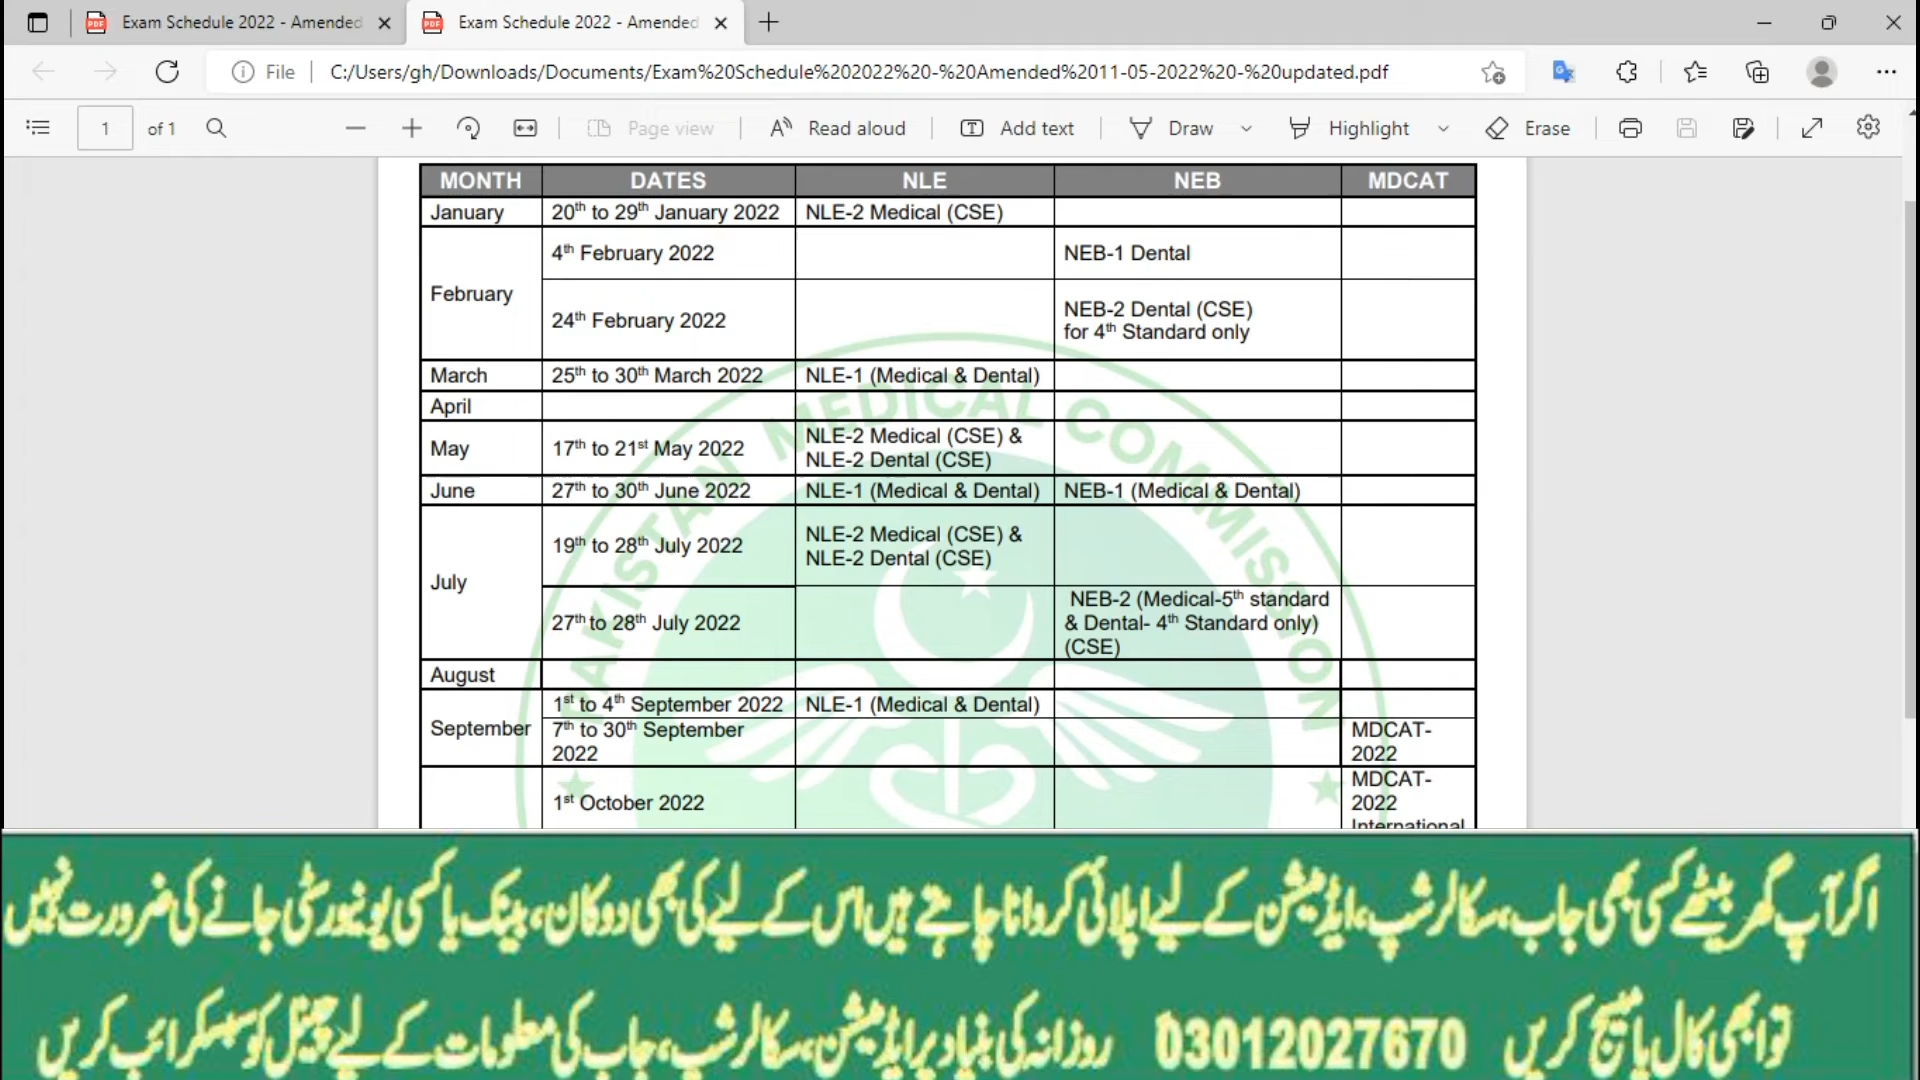 Exam Schedule 2022 - Amended
Exam Schedule 2022 - Amended
File
C:/Users/gh/Downloads/Documents/Exam%20Schedule%202022%20-%20Amended%2011-05-2022%20-%20updated.pdf
1 of 1
Page view
Read aloud
Add text
Draw
Highlight
Erase
MONTH DATES NLE NEB MDCAT
January 20th to 29th January 2022 NLE-2 Medical (CSE)
February
4th February 2022 NEB-1 Dental
24th February 2022
NEB-2 Dental (CSE)
for 4th Standard only
March 25th to 30th March 2022 NLE-1 (Medical & Dental)
April
May 17th to 21st May 2022
NLE-2 Medical (CSE) &
NLE-2 Dental (CSE)
June 27th to 30th June 2022 NLE-1 (Medical & Dental) NEB-1 (Medical & Dental)
July
19th to 28th July 2022
NLE-2 Medical (CSE) &
NLE-2 Dental (CSE)
27th to 28th July 2022
NEB-2 (Medical-5th standard
& Dental- 4th Standard only)
(CSE)
August
September
1st to 4th September 2022 NLE-1 (Medical & Dental)
7th to 30th September
2022
MDCAT-
2022
1st October 2022
MDCAT-
2022
International
PAKISTAN MEDICAL COMMISSION
اگر آپ گھر بیٹھے کسی بھی جاب، سکالرشپ، ایڈمیشن کے لیے اپلائی کروانا چاہتے ہیں اس کے لیے کی بھی دوکان، بینک یا کسی یونیورسٹی جانے کی ضرورت نہیں
تو ابھی کال یا میسج کریں 03012027670 روزانہ کی بنیاد پر ایڈمیشن، سکالرشپ، جاب کی معلومات کے لیے چینل کو سبسکرائب کریں